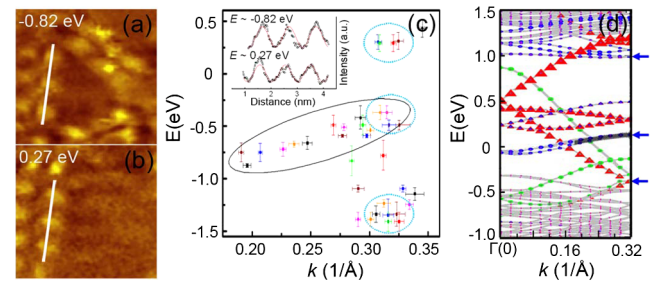 (a)
-0.82 eV
(b)
0.27 eV
(c)
E ~ -0.82 eV
E ~ 0.27 eV
Intensity (a.u.)
1 2 3 4
Distance (nm)
E(eV)
-0.5
0
-0.5
-1.0
-1.5
0.20 0.25 0.30 0.35
k (1/Å)
(d)
E(eV)
1.5
1.0
0.5
0
-0.5
-1.0
Γ(0) 0.16 0.32
k (1/Å)